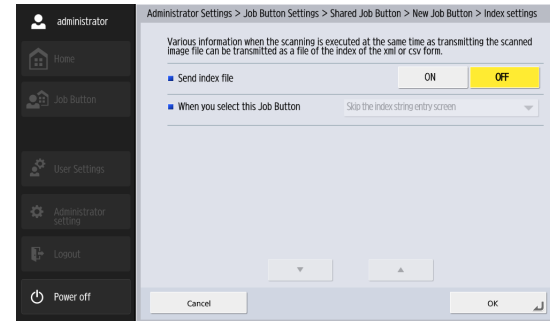 administrator
Home
Job Button
User Settings
Administrator
setting
Logout
Power off
Administrator Settings > Job Button Settings > Shared Job Button > New Job Button > Index settings
Various information when the scanning is executed at the same time as transmitting the scanned
image file can be transmitted as a file of the index of the xml or csv form.
Send index file
ON
OFF
When you select this Job Button
Skip the index string entry screen
Cancel
OK